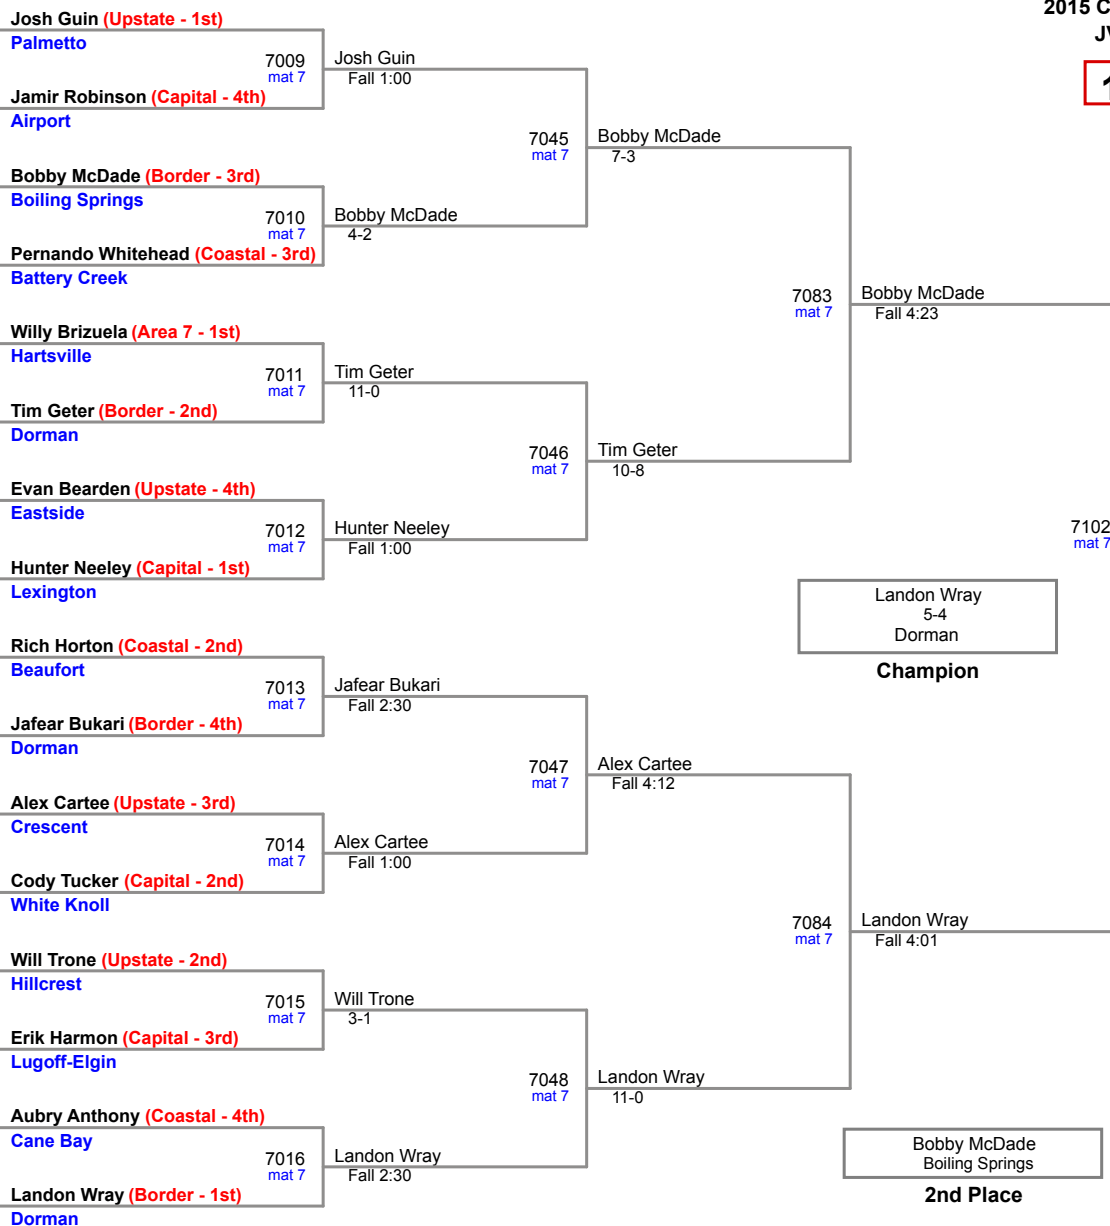 2015 C
JV
1
Josh Guin (Upstate - 1st)
Palmetto
7009
mat 7
Josh Guin
Fall 1:00
Jamir Robinson (Capital - 4th)
Airport
7045
mat 7
Bobby McDade
7-3
Bobby McDade (Border - 3rd)
Boiling Springs
7010
mat 7
Bobby McDade
4-2
Pernando Whitehead (Coastal - 3rd)
Battery Creek
7083
mat 7
Bobby McDade
Fall 4:23
Willy Brizuela (Area 7 - 1st)
Hartsville
7011
mat 7
Tim Geter
11-0
Tim Geter (Border - 2nd)
Dorman
7046
mat 7
Tim Geter
10-8
Evan Bearden (Upstate - 4th)
Eastside
7012
mat 7
Hunter Neeley
Fall 1:00
7102
mat 7
Hunter Neeley (Capital - 1st)
Lexington
Landon Wray
5-4
Dorman
Champion
Rich Horton (Coastal - 2nd)
Beaufort
7013
mat 7
Jafear Bukari
Fall 2:30
Jafear Bukari (Border - 4th)
Dorman
7047
mat 7
Alex Cartee
Fall 4:12
Alex Cartee (Upstate - 3rd)
Crescent
7014
mat 7
Alex Cartee
Fall 1:00
Cody Tucker (Capital - 2nd)
White Knoll
7084
mat 7
Landon Wray
Fall 4:01
Will Trone (Upstate - 2nd)
Hillcrest
7015
mat 7
Will Trone
3-1
Erik Harmon (Capital - 3rd)
Lugoff-Elgin
7048
mat 7
Landon Wray
11-0
Aubry Anthony (Coastal - 4th)
Cane Bay
7016
mat 7
Landon Wray
Fall 2:30
Landon Wray (Border - 1st)
Dorman
Bobby McDade
Boiling Springs
2nd Place